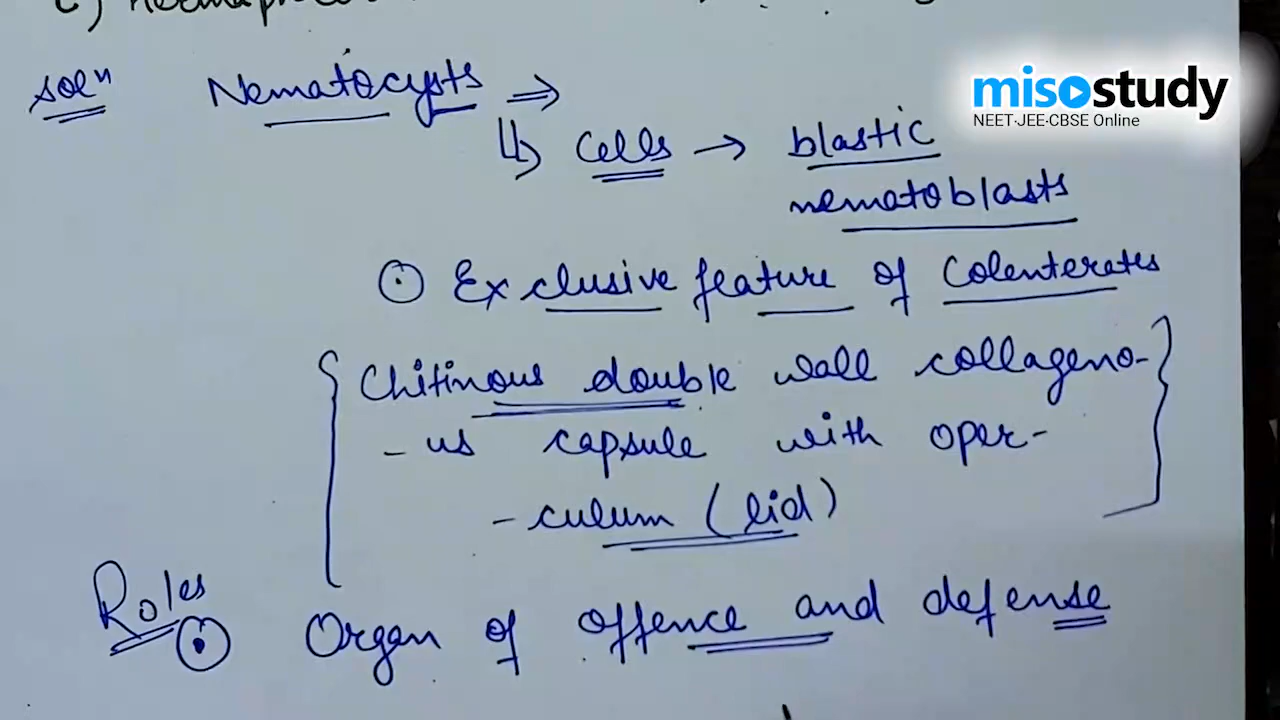 misostudy
NEET-JEE-CBSE Online
Solⁿ Nematocysts ⇒
↳ Cells → blastic
nematoblasts
⊙ Exclusive feature of Colenterates
{ Chitinous double wall collageno- }
- us capsule with oper-
- culum (lid)
Roles
⊙ Organ of offence and defense